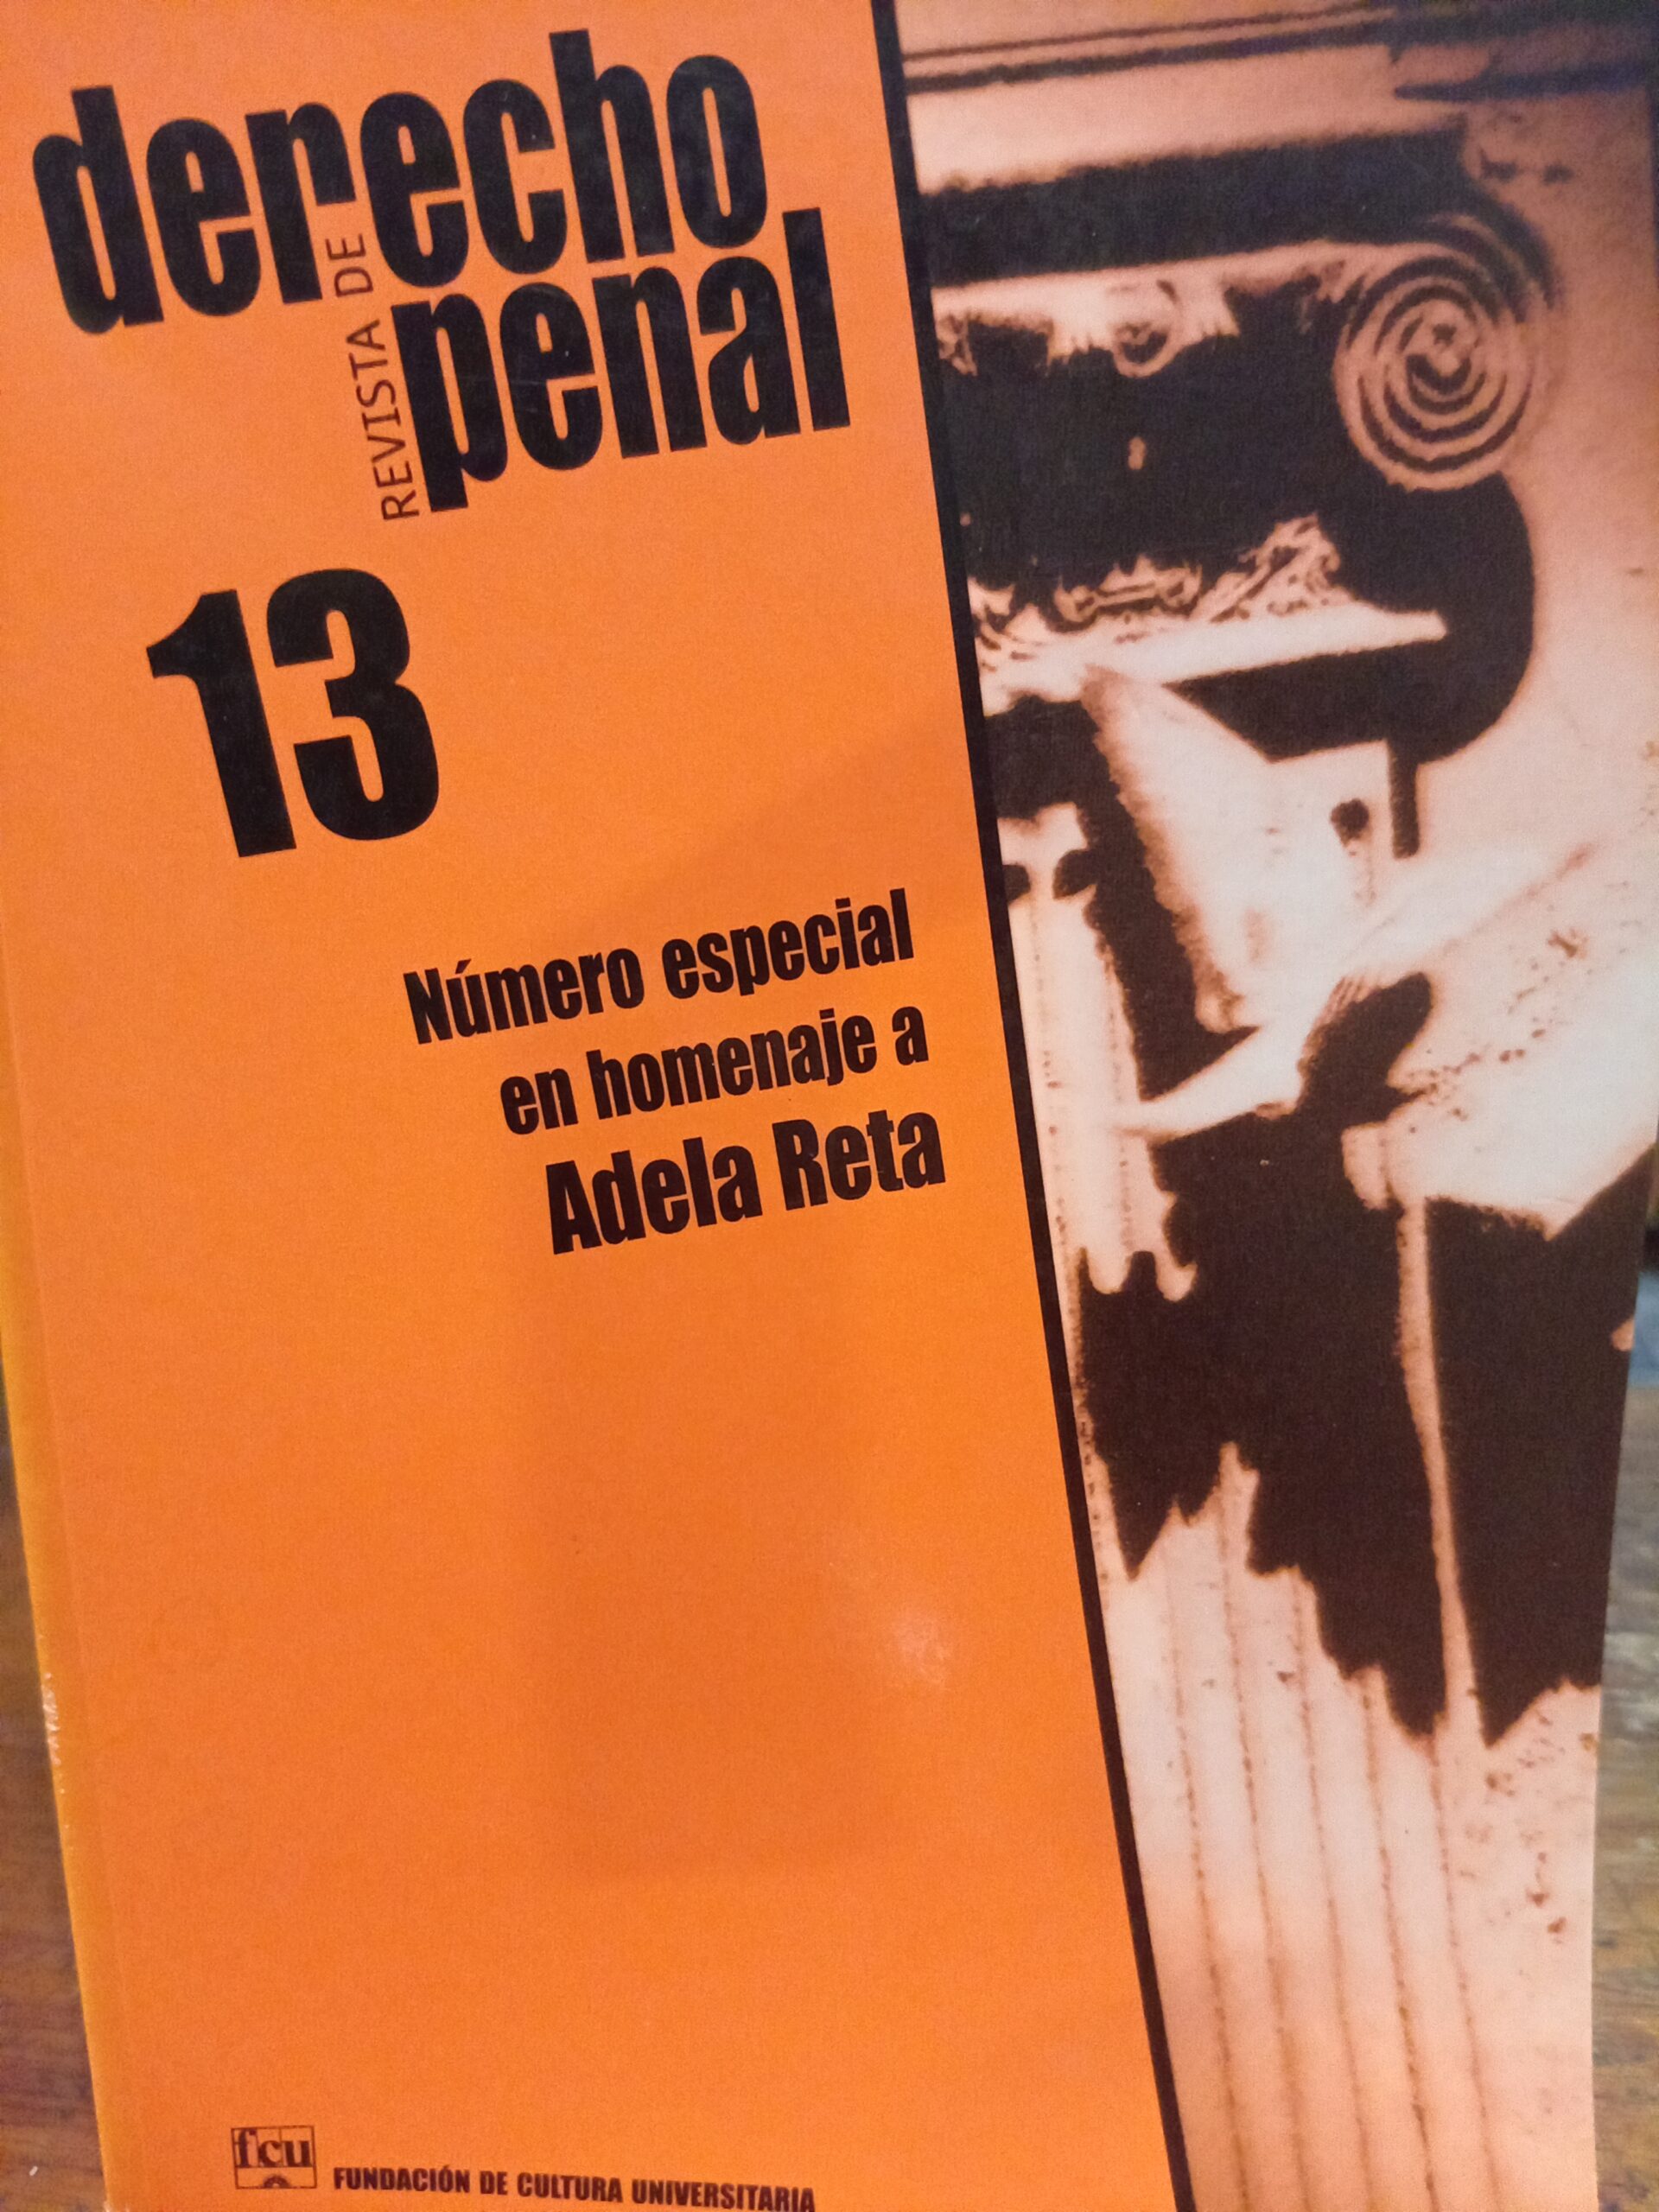 derecho
REVISTA DE
penal
13
Número especial
en homenaje a
Adela Reta
fcu
FUNDACIÓN DE CULTURA UNIVERSITARIA